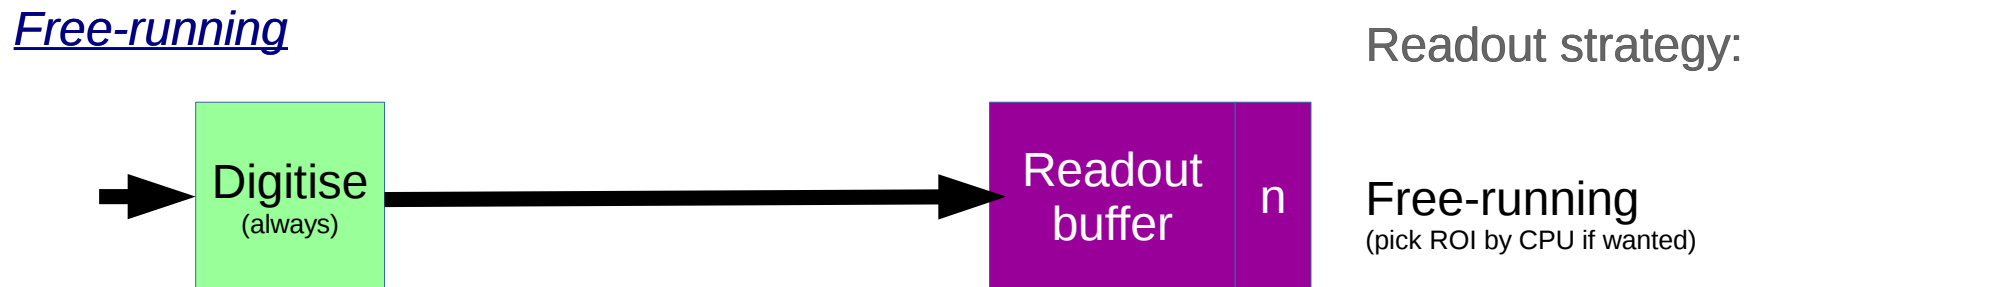 Free-running
Readout strategy:
Digitise
(always)
Readout
buffer
n
Free-running
(pick ROI by CPU if wanted)